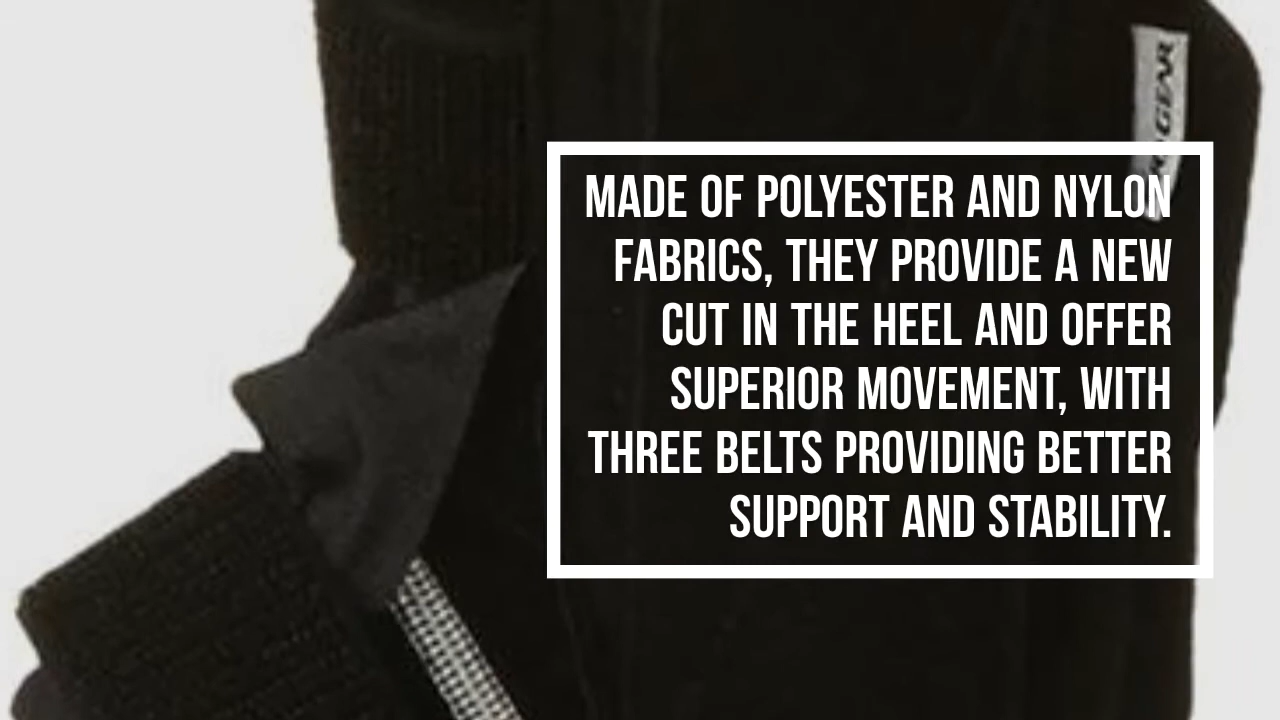 GEAR
MADE OF POLYESTER AND NYLON
FABRICS, THEY PROVIDE A NEW
CUT IN THE HEEL AND OFFER
SUPERIOR MOVEMENT, WITH
THREE BELTS PROVIDING BETTER
SUPPORT AND STABILITY.